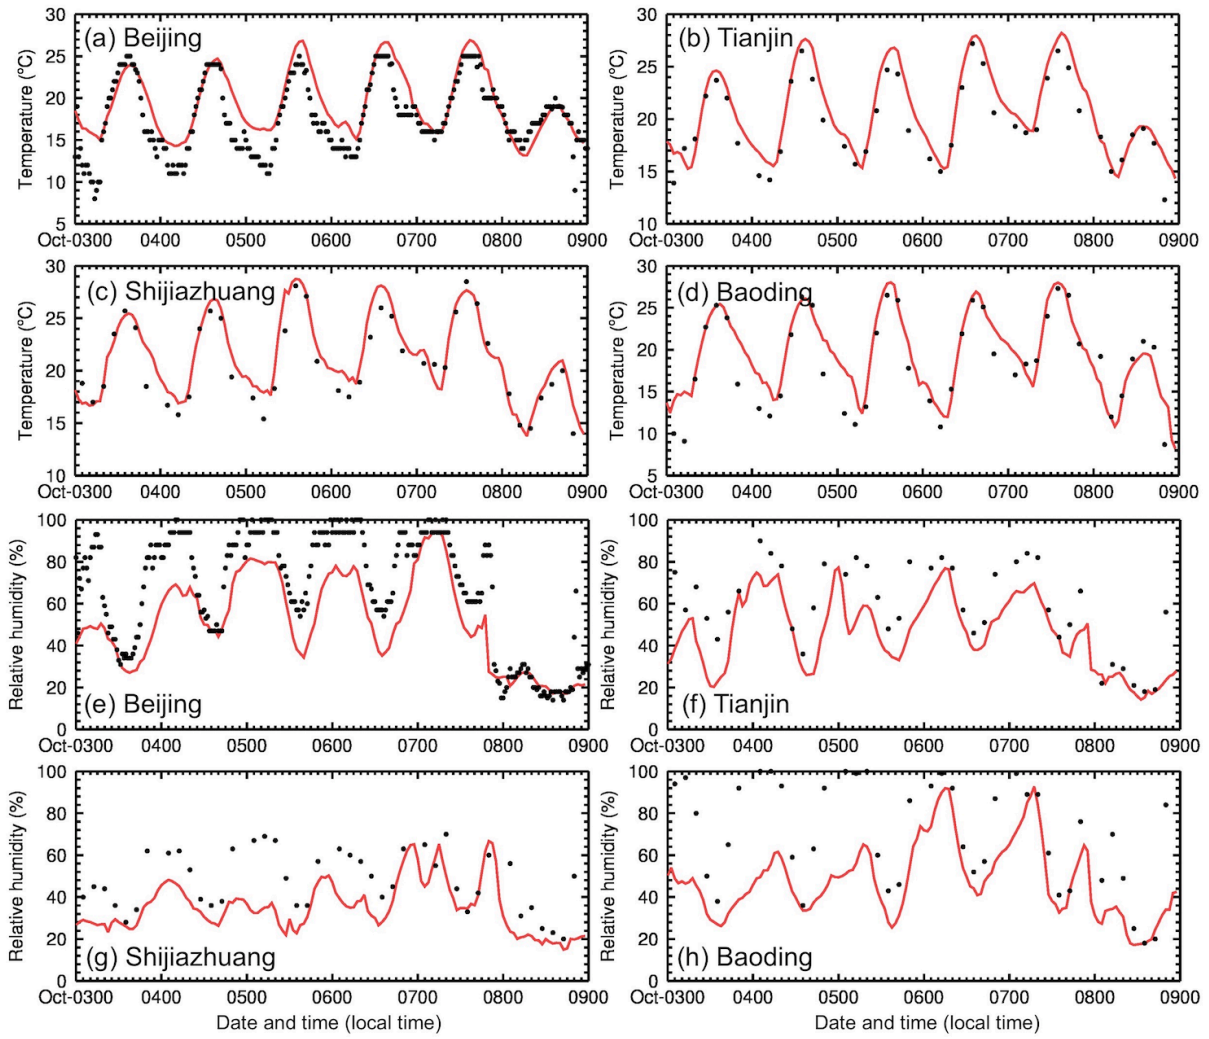 30
25
20
15
10
5
Temperature (°C)
(a) Beijing
Oct-0300 0400 0500 0600 0700 0800 0900
30
25
20
15
10
Temperature (°C)
(b) Tianjin
Oct-0300 0400 0500 0600 0700 0800 0900
30
25
20
15
10
Temperature (°C)
(c) Shijiazhuang
Oct-0300 0400 0500 0600 0700 0800 0900
30
25
20
15
10
5
Temperature (°C)
(d) Baoding
Oct-0300 0400 0500 0600 0700 0800 0900
100
80
60
40
20
0
Relative humidity (%)
(e) Beijing
Oct-0300 0400 0500 0600 0700 0800 0900
100
80
60
40
20
0
Relative humidity (%)
(f) Tianjin
Oct-0300 0400 0500 0600 0700 0800 0900
100
80
60
40
20
0
Relative humidity (%)
(g) Shijiazhuang
Oct-0300 0400 0500 0600 0700 0800 0900
Date and time (local time)
100
80
60
40
20
0
Relative humidity (%)
(h) Baoding
Oct-0300 0400 0500 0600 0700 0800 0900
Date and time (local time)